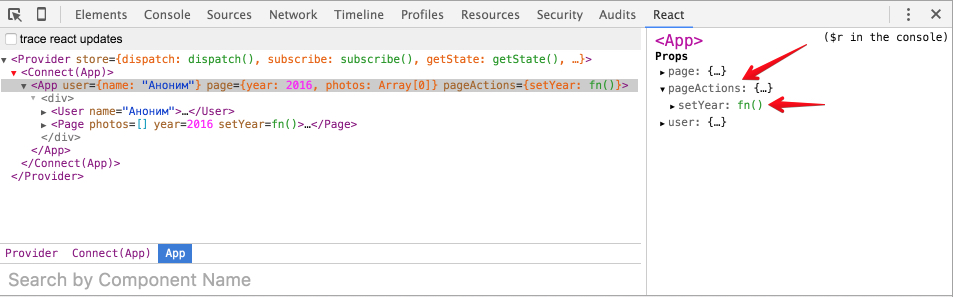 Elements Console Sources Network Timeline Profiles Resources Security Audits React
trace react updates
<Provider store={dispatch: dispatch(), subscribe: subscribe(), getState: getState(), …}>
<Connect(App)>
<App user={name: "Аноним"} page={year: 2016, photos: Array[0]} pageActions={setYear: fn()}>
<div>
<User name="Аноним">…</User>
<Page photos=[] year=2016 setYear=fn()>…</Page>
</div>
</App>
</Connect(App)>
</Provider>
Provider Connect(App) App
Search by Component Name
<App> ($r in the console)
Props
page: {…}
pageActions: {…}
setYear: fn()
user: {…}